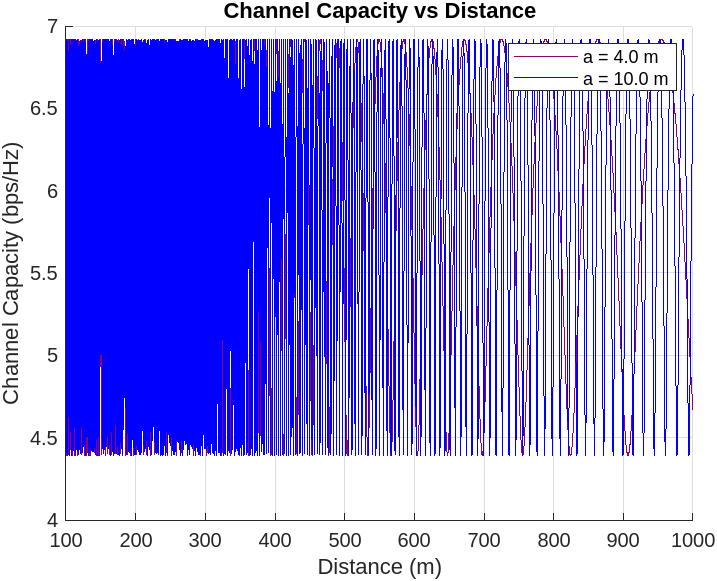 Channel Capacity vs Distance
a = 4.0 m
a = 10.0 m
Channel Capacity (bps/Hz)
7
6.5
6
5.5
5
4.5
4
100 200 300 400 500 600 700 800 900 1000
Distance (m)